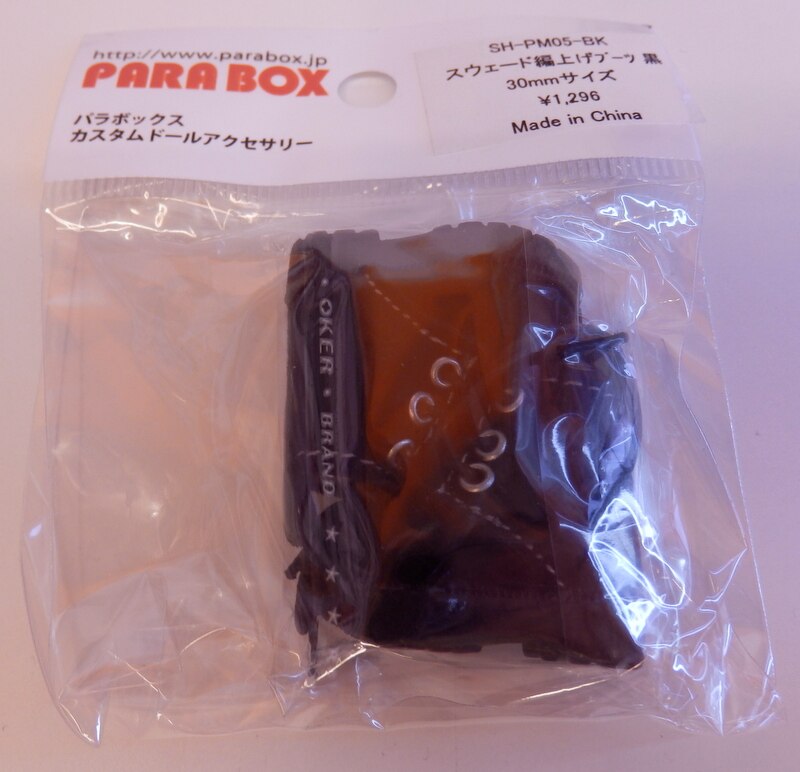 http://www.parabox.jp
PARABOX
パラボックス
カスタムドールアクセサリー
SH-PM05-BK
スウェード編上げブーツ 黒
30mmサイズ
¥1,296
Made in China
OKER・BRAND